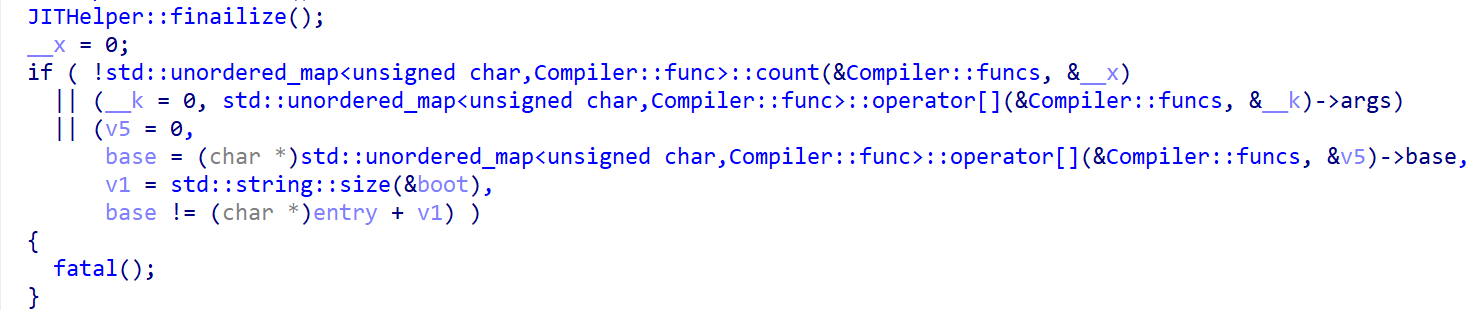 JITHelper::finailize();
__x = 0;
if ( !std::unordered_map<unsigned char,Compiler::func>::count(&Compiler::funcs, &__x)
|| (__k = 0, std::unordered_map<unsigned char,Compiler::func>::operator[](&Compiler::funcs, &__k)->args)
|| (v5 = 0,
base = (char *)std::unordered_map<unsigned char,Compiler::func>::operator[](&Compiler::funcs, &v5)->base,
v1 = std::string::size(&boot),
base != (char *)entry + v1) )
{
fatal();
}